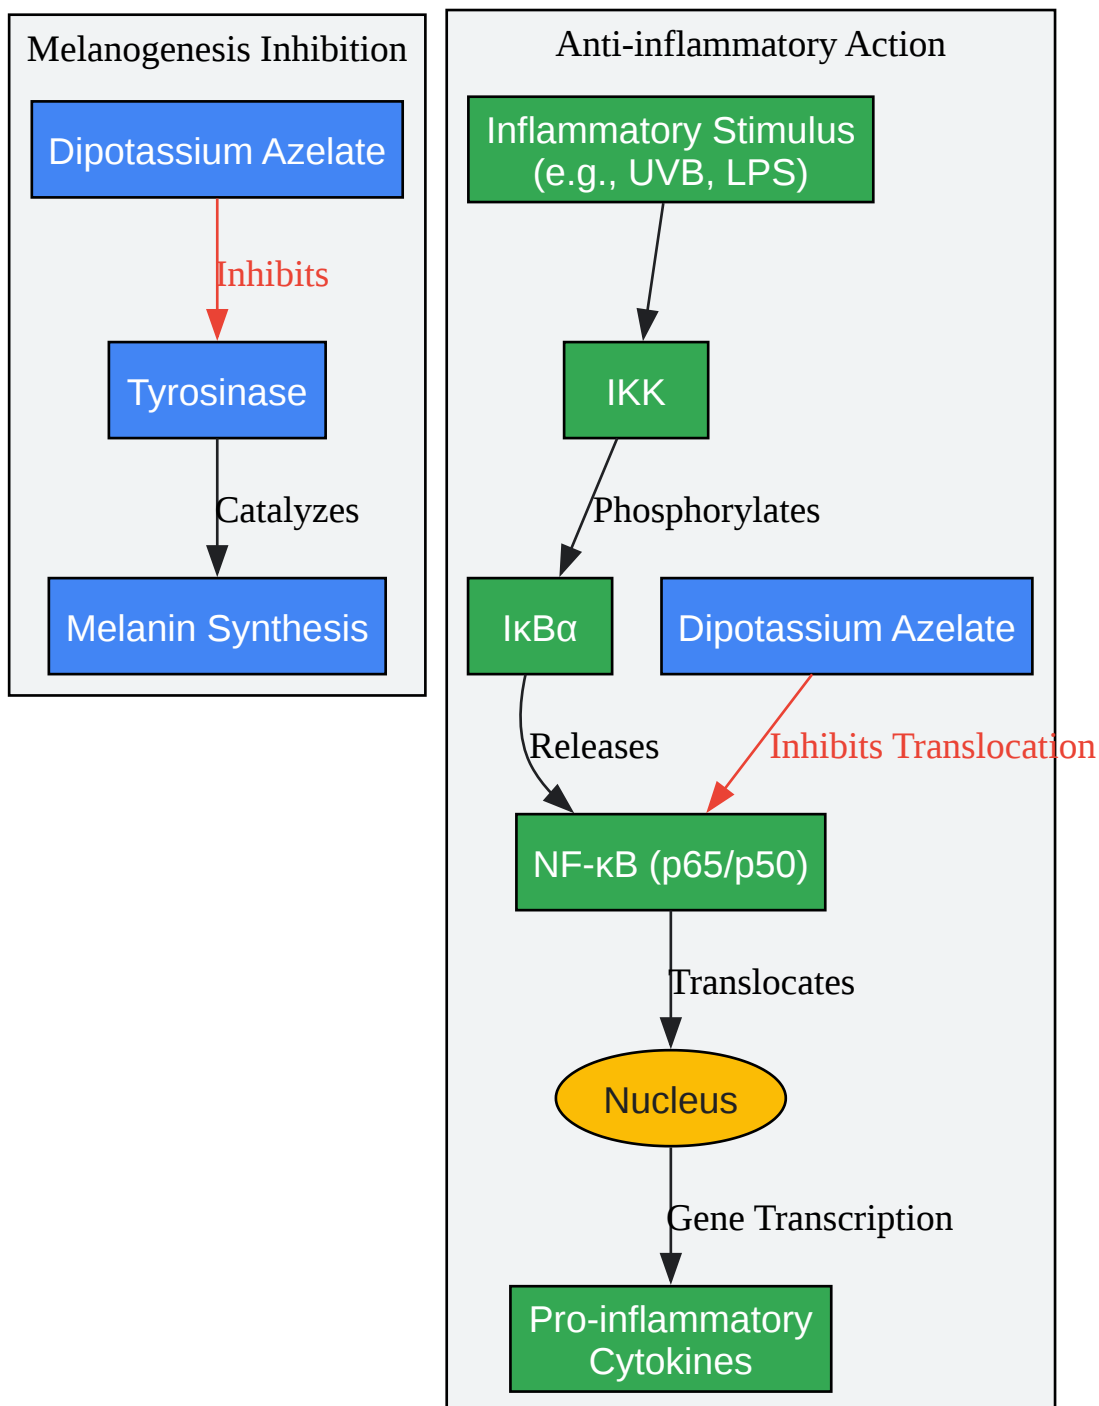 Melanogenesis Inhibition
Dipotassium Azelate
Inhibits
Tyrosinase
Catalyzes
Melanin Synthesis
Anti-inflammatory Action
Inflammatory Stimulus
(e.g., UVB, LPS)
IKK
Phosphorylates
IκBα
Dipotassium Azelate
Releases
Inhibits Translocation
NF-κB (p65/p50)
Translocates
Nucleus
Gene Transcription
Pro-inflammatory
Cytokines